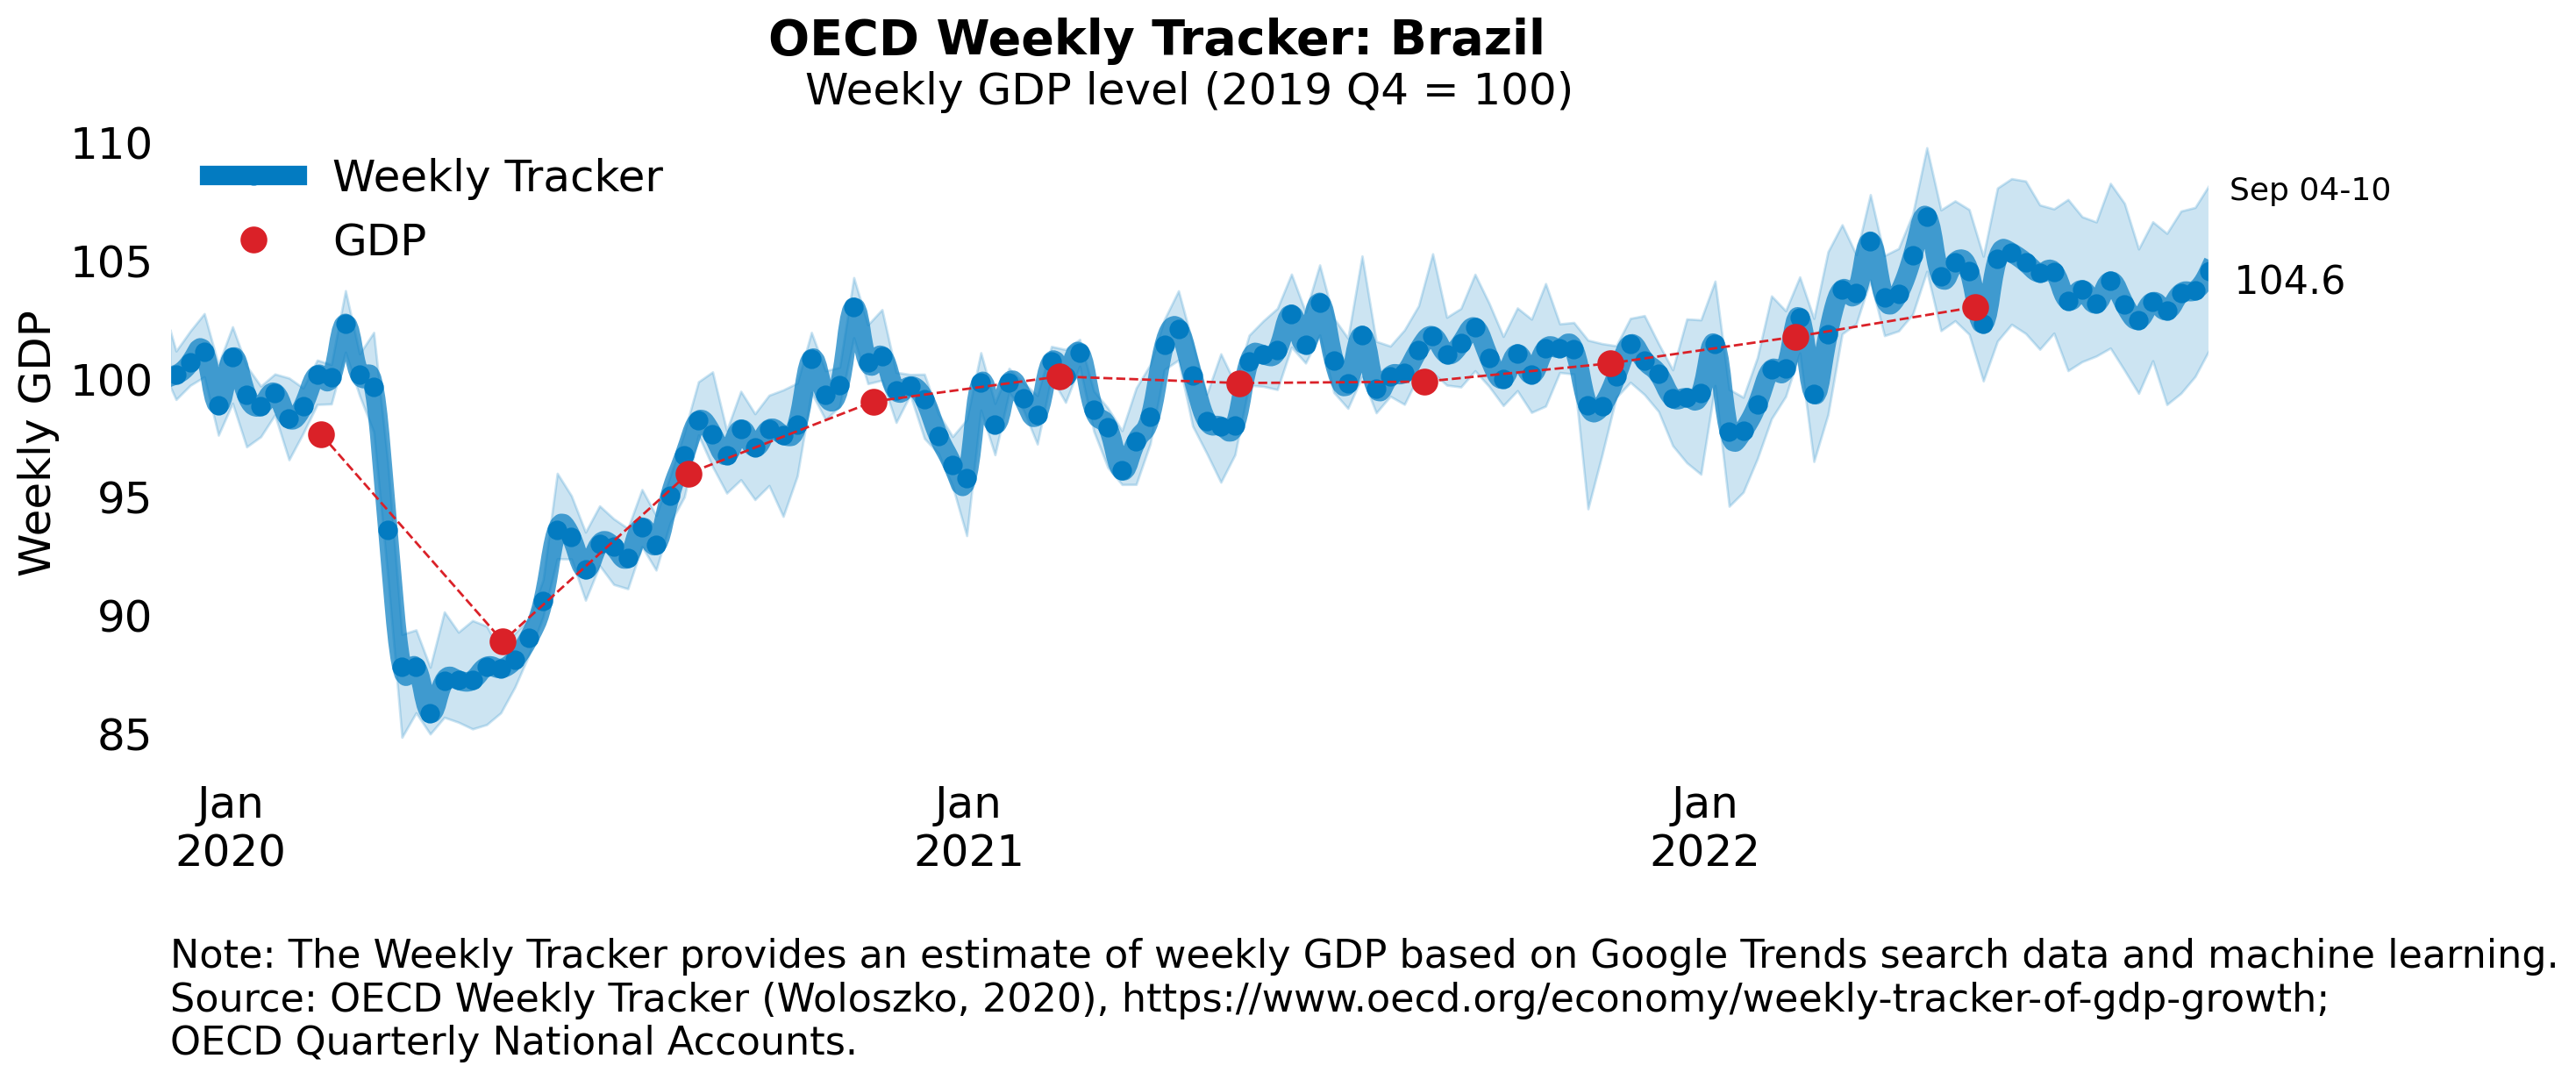 OECD Weekly Tracker: Brazil
Weekly GDP level (2019 Q4 = 100)
Weekly Tracker
GDP
Sep 04-10
104.6
Weekly GDP
110
105
100
95
90
85
Jan
2020
Jan
2021
Jan
2022
Note: The Weekly Tracker provides an estimate of weekly GDP based on Google Trends search data and machine learning.
Source: OECD Weekly Tracker (Woloszko, 2020), https://www.oecd.org/economy/weekly-tracker-of-gdp-growth;
OECD Quarterly National Accounts.